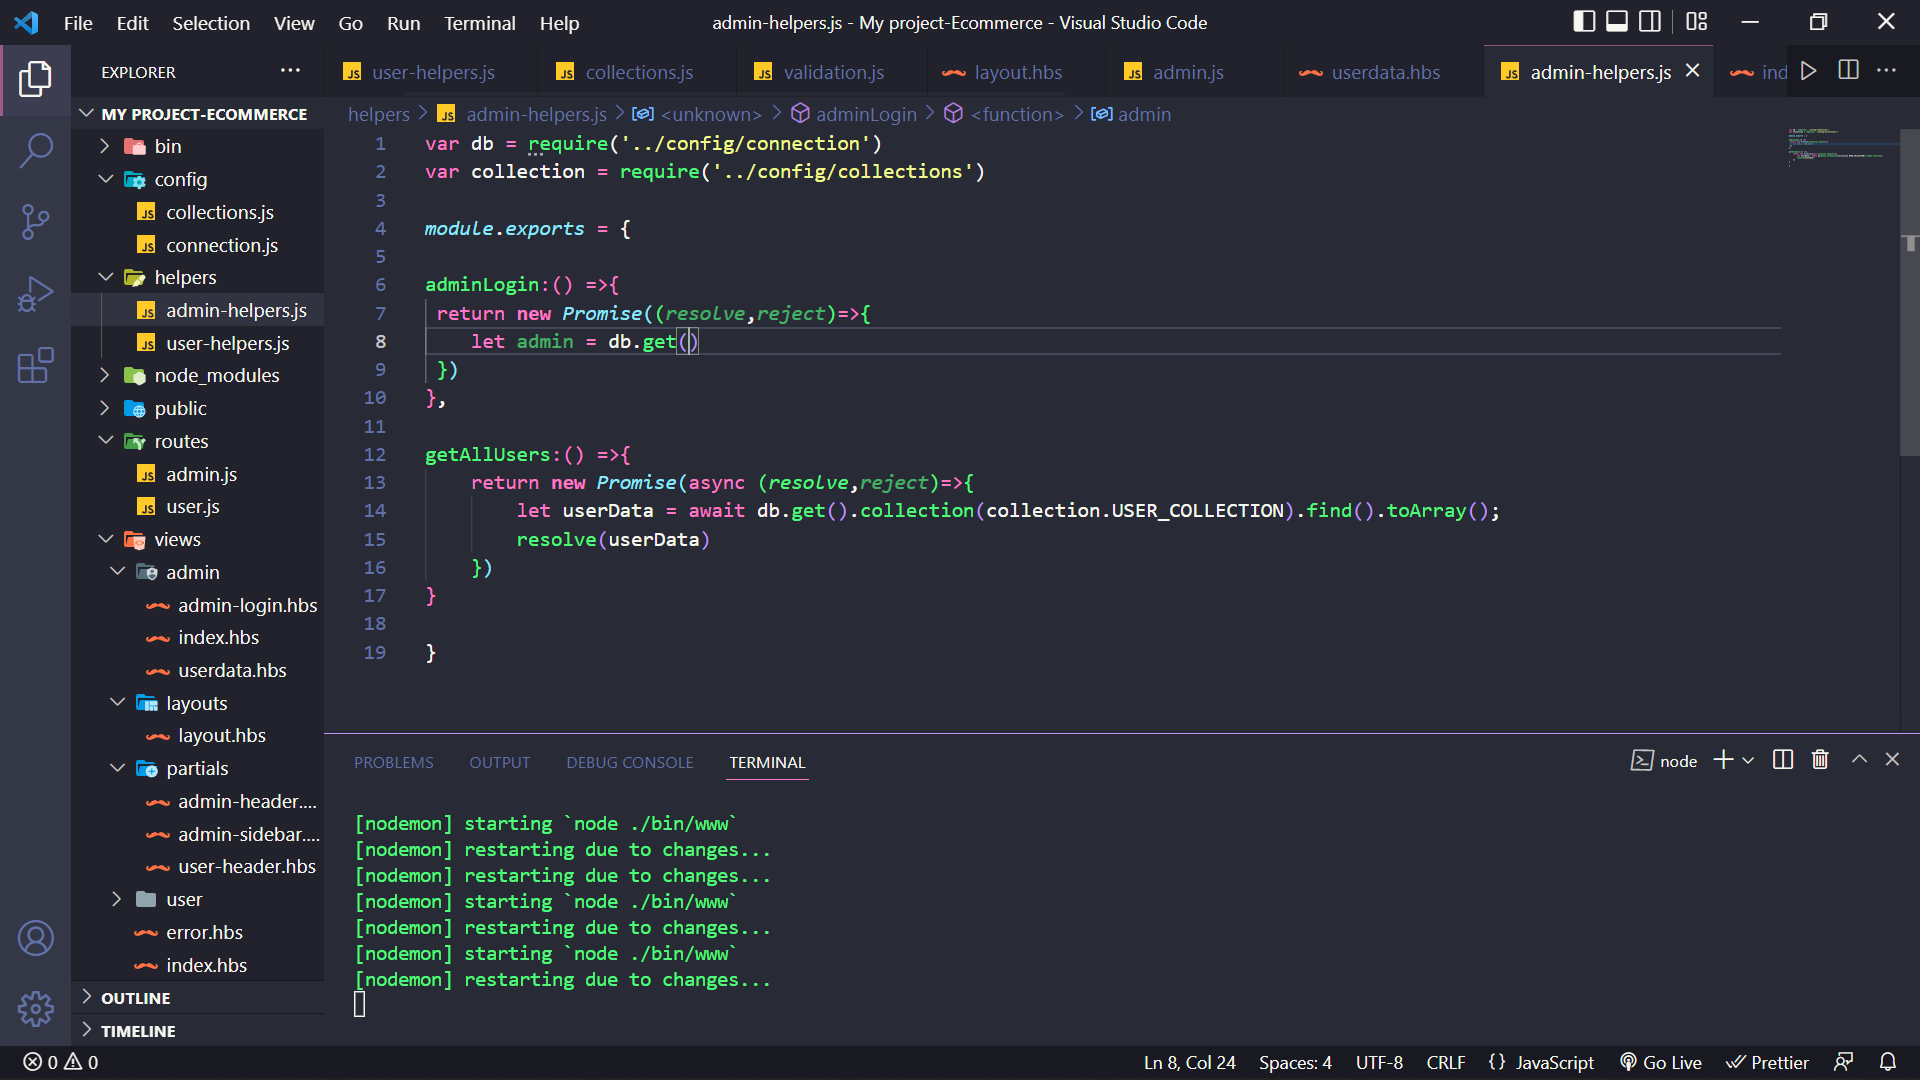 File Edit Selection View Go Run Terminal Help
admin-helpers.js - My project-Ecommerce - Visual Studio Code
EXPLORER
user-helpers.js collections.js validation.js layout.hbs admin.js userdata.hbs admin-helpers.js ind
MY PROJECT-ECOMMERCE
bin
config
collections.js
connection.js
helpers
admin-helpers.js
user-helpers.js
node_modules
public
routes
admin.js
user.js
views
admin
admin-login.hbs
index.hbs
userdata.hbs
layouts
layout.hbs
partials
admin-header....
admin-sidebar....
user-header.hbs
user
error.hbs
index.hbs
OUTLINE
TIMELINE
helpers > admin-helpers.js > <unknown> > adminLogin > <function> > admin
1 var db = require('../config/connection')
2 var collection = require('../config/collections')
3
4 module.exports = {
5
6 adminLogin:() =>{
7 return new Promise((resolve,reject)=>{
8 let admin = db.get()
9 })
10 },
11
12 getAllUsers:() =>{
13 return new Promise(async (resolve,reject)=>{
14 let userData = await db.get().collection(collection.USER_COLLECTION).find().toArray();
15 resolve(userData)
16 })
17 }
18
19 }
PROBLEMS OUTPUT DEBUG CONSOLE TERMINAL
node
[nodemon] starting `node ./bin/www`
[nodemon] restarting due to changes...
[nodemon] restarting due to changes...
[nodemon] starting `node ./bin/www`
[nodemon] restarting due to changes...
[nodemon] starting `node ./bin/www`
[nodemon] restarting due to changes...
0 0
Ln 8, Col 24 Spaces: 4 UTF-8 CRLF {} JavaScript Go Live Prettier